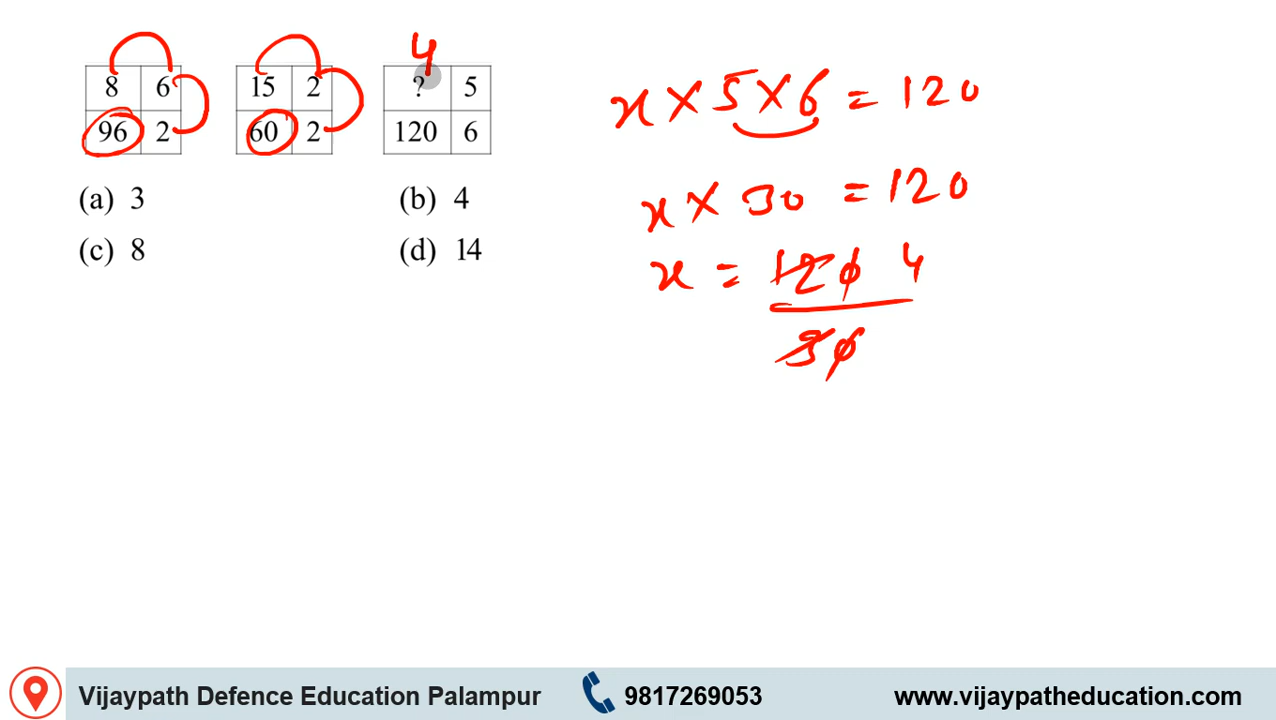 4
8 6 15 2 ? 5
96 2 60 2 120 6
(a) 3 (b) 4
(c) 8 (d) 14
x × 5 × 6 = 120
x × 30 = 120
x = 120 4
30
Vijaypath Defence Education Palampur 9817269053 www.vijaypatheducation.com